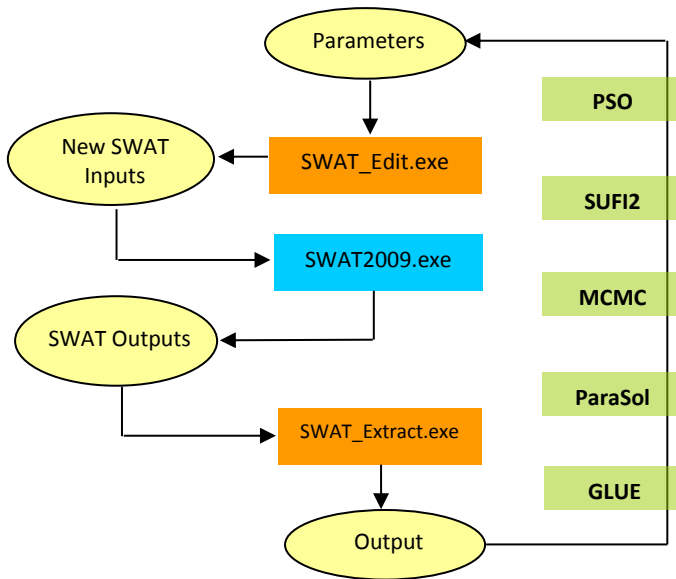 Parameters
PSO
New SWAT
Inputs
SWAT_Edit.exe
SUFI2
SWAT2009.exe
MCMC
SWAT Outputs
ParaSol
SWAT_Extract.exe
GLUE
Output